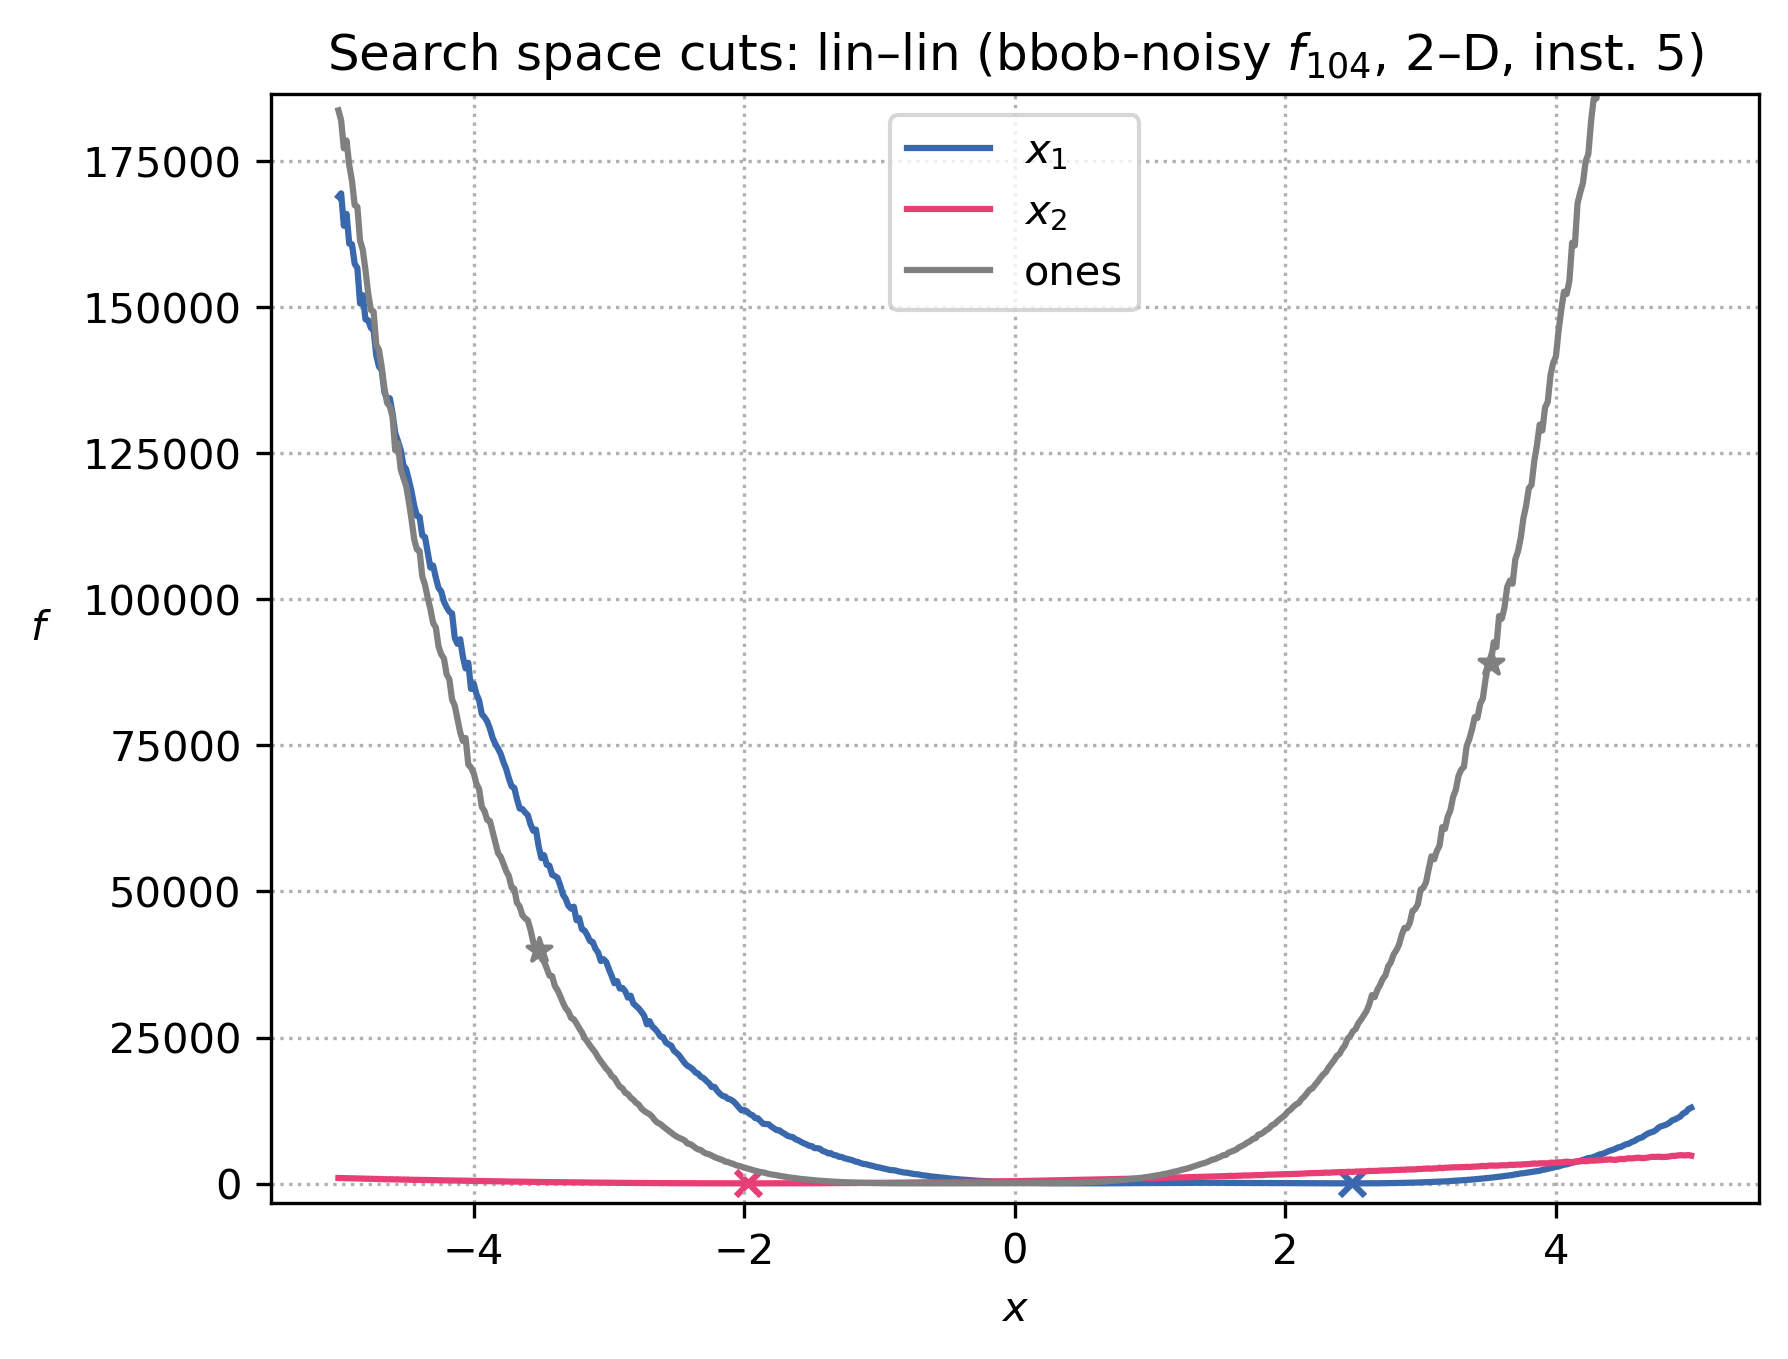 Search space cuts: lin–lin (bbob-noisy f₁₀₄, 2–D, inst. 5)
x₁
x₂
ones
175000
150000
125000
100000
75000
50000
25000
0
f
−4
−2
0
2
4
x